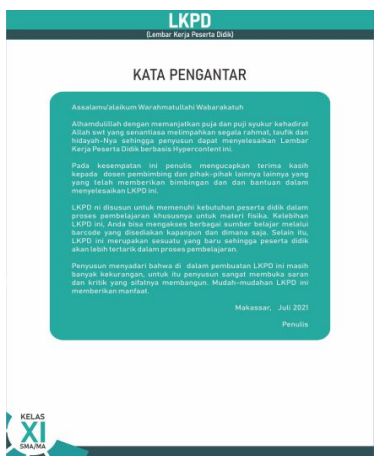 LKPD
(Lembar Kerja Peserta Didik)
KATA PENGANTAR
Assalamu'alaikum Warahmatullahi Wabarakatuh
Alhamdulillah dengan memanjatkan puja dan puji syukur kehadirat
Allah swt yang senantiasa melimpahkan segala rahmat, taufik dan
hidayah-Nya sehingga penyusun dapat menyelesaikan Lembar
Kerja Peserta Didik berbasis Hypercontent ini.
Pada kesempatan ini penulis mengucapkan terima kasih
kepada dosen pembimbing dan pihak-pihak lainnya lainnya yang
yang telah memberikan bimbingan dan dan bantuan dalam
menyelesaikan LKPD ini.
LKPD ni disusun untuk memenuhi kebutuhan peserta didik dalam
proses pembelajaran khususnya untuk materi fisika. Kelebihan
LKPD ini, Anda bisa mengakses berbagai sumber belajar melalui
barcode yang disediakan kapanpun dan dimana saja. Selain itu,
LKPD ini merupakan sesuatu yang baru sehingga peserta didik
akan lebih tertarik dalam proses pembelajaran.
Penyusun menyadari bahwa di dalam pembualan LKPD ini masih
banyak kekurangan, untuk itu penyusun sangat membuka saran
dan kritik yang sifatnya membangun. Mudah-mudahan LKPD ini
memberikan manfaat.
Makassar, Juli 2021
Penulis
KELAS
XI
SMA/MA